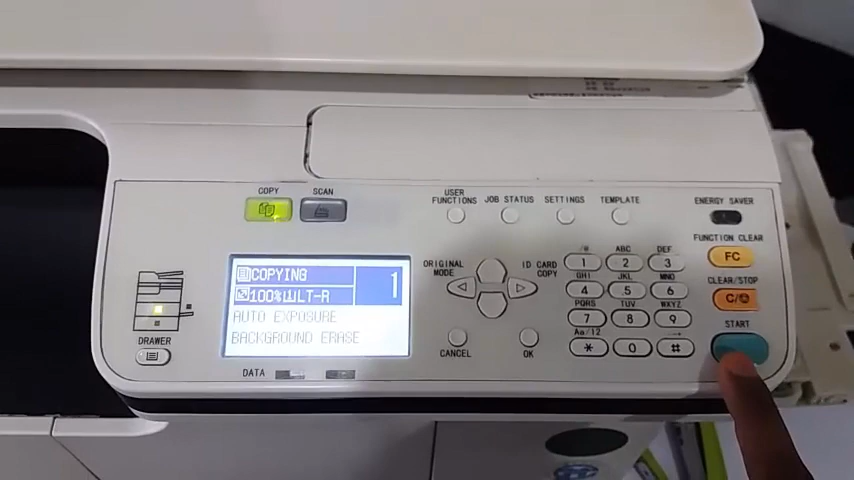 COPY
SCAN
USER
FUNCTIONS
JOB STATUS
SETTINGS
TEMPLATE
ENERGY SAVER
FUNCTION CLEAR
FC
CLEAR/STOP
C/
START
ORIGINAL
MODE
ID CARD
COPY
CANCEL
OK
1
ABC
2
DEF
3
GHI
4
JKL
5
MNO
6
PQRS
7
TUV
8
WXYZ
9
Aa/12
*
0
#
COPYING
1
100% LT-R
AUTO EXPOSURE
BACKGROUND ERASE
DRAWER
DATA